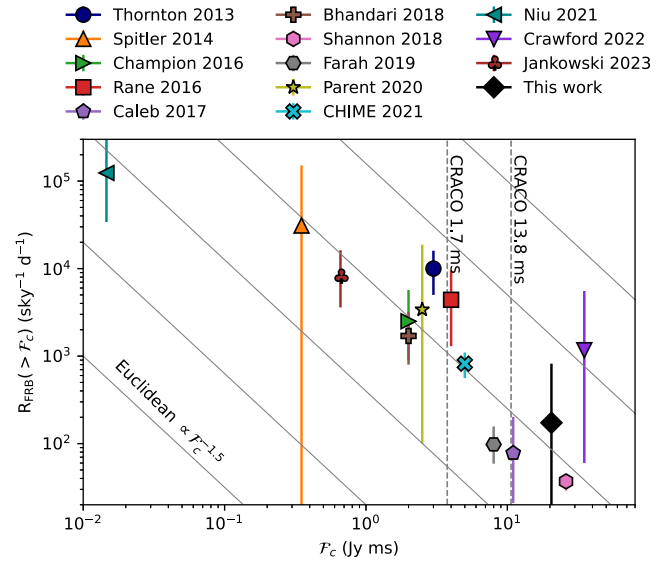 Thornton 2013
Spitler 2014
Champion 2016
Rane 2016
Caleb 2017
Bhandari 2018
Shannon 2018
Farah 2019
Parent 2020
CHIME 2021
Niu 2021
Crawford 2022
Jankowski 2023
This work
R_FRB( > ℱ_c) (sky⁻¹ d⁻¹)
10⁵
10⁴
10³
10²
CRACO 1.7 ms
CRACO 13.8 ms
Euclidean ∝ ℱ_c^−1.5
10⁻² 10⁻¹ 10⁰ 10¹
ℱ_c (Jy ms)